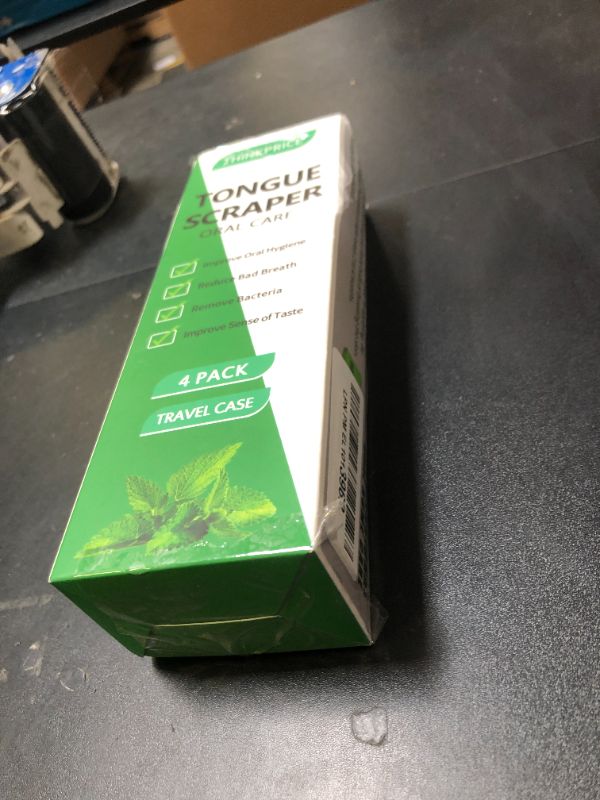 THINKPRICE
TONGUE
SCRAPER
ORAL CARE
Improve Oral Hygiene
Reduce Bad Breath
Remove Bacteria
Improve Sense of Taste
4 PACK
TRAVEL CASE